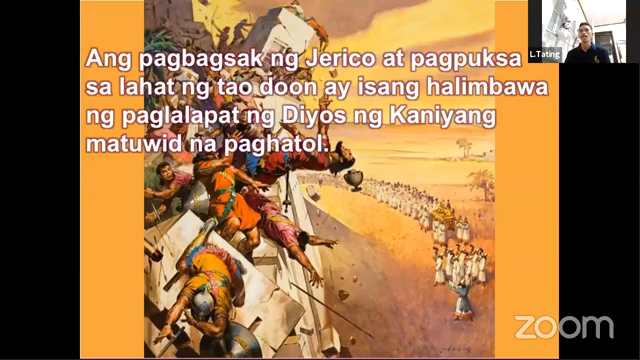 Ang pagbagsak ng Jerico at pagpuksa
sa lahat ng tao doon ay isang halimbawa
ng paglalapat ng Diyos ng Kaniyang
matuwid na paghatol.
L.Tating
zoom